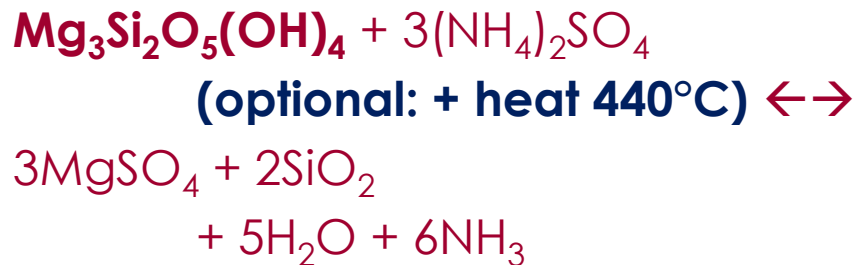 Mg₃Si₂O₅(OH)₄ + 3(NH₄)₂SO₄
(optional: + heat 440°C) ←→
3MgSO₄ + 2SiO₂
+ 5H₂O + 6NH₃